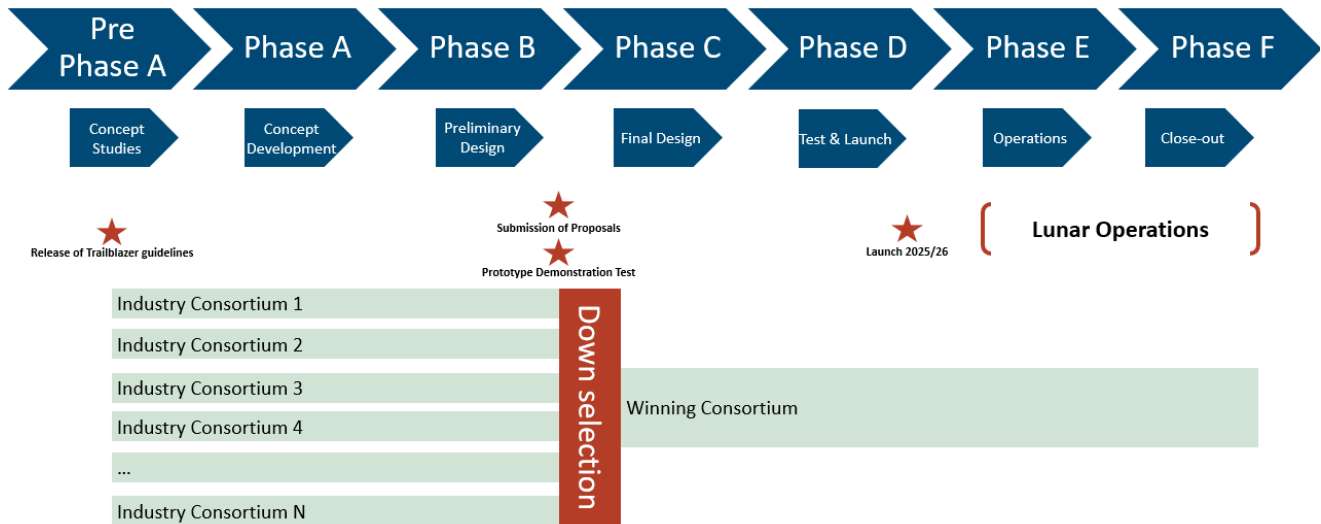 Pre
Phase A
Phase A
Phase B
Phase C
Phase D
Phase E
Phase F
Concept
Studies
Concept
Development
Preliminary
Design
Final Design
Test & Launch
Operations
Close-out
Release of Trailblazer guidelines
Submission of Proposals
Prototype Demonstration Test
Launch 2025/26
Lunar Operations
Industry Consortium 1
Industry Consortium 2
Industry Consortium 3
Industry Consortium 4
...
Industry Consortium N
Down selection
Winning Consortium